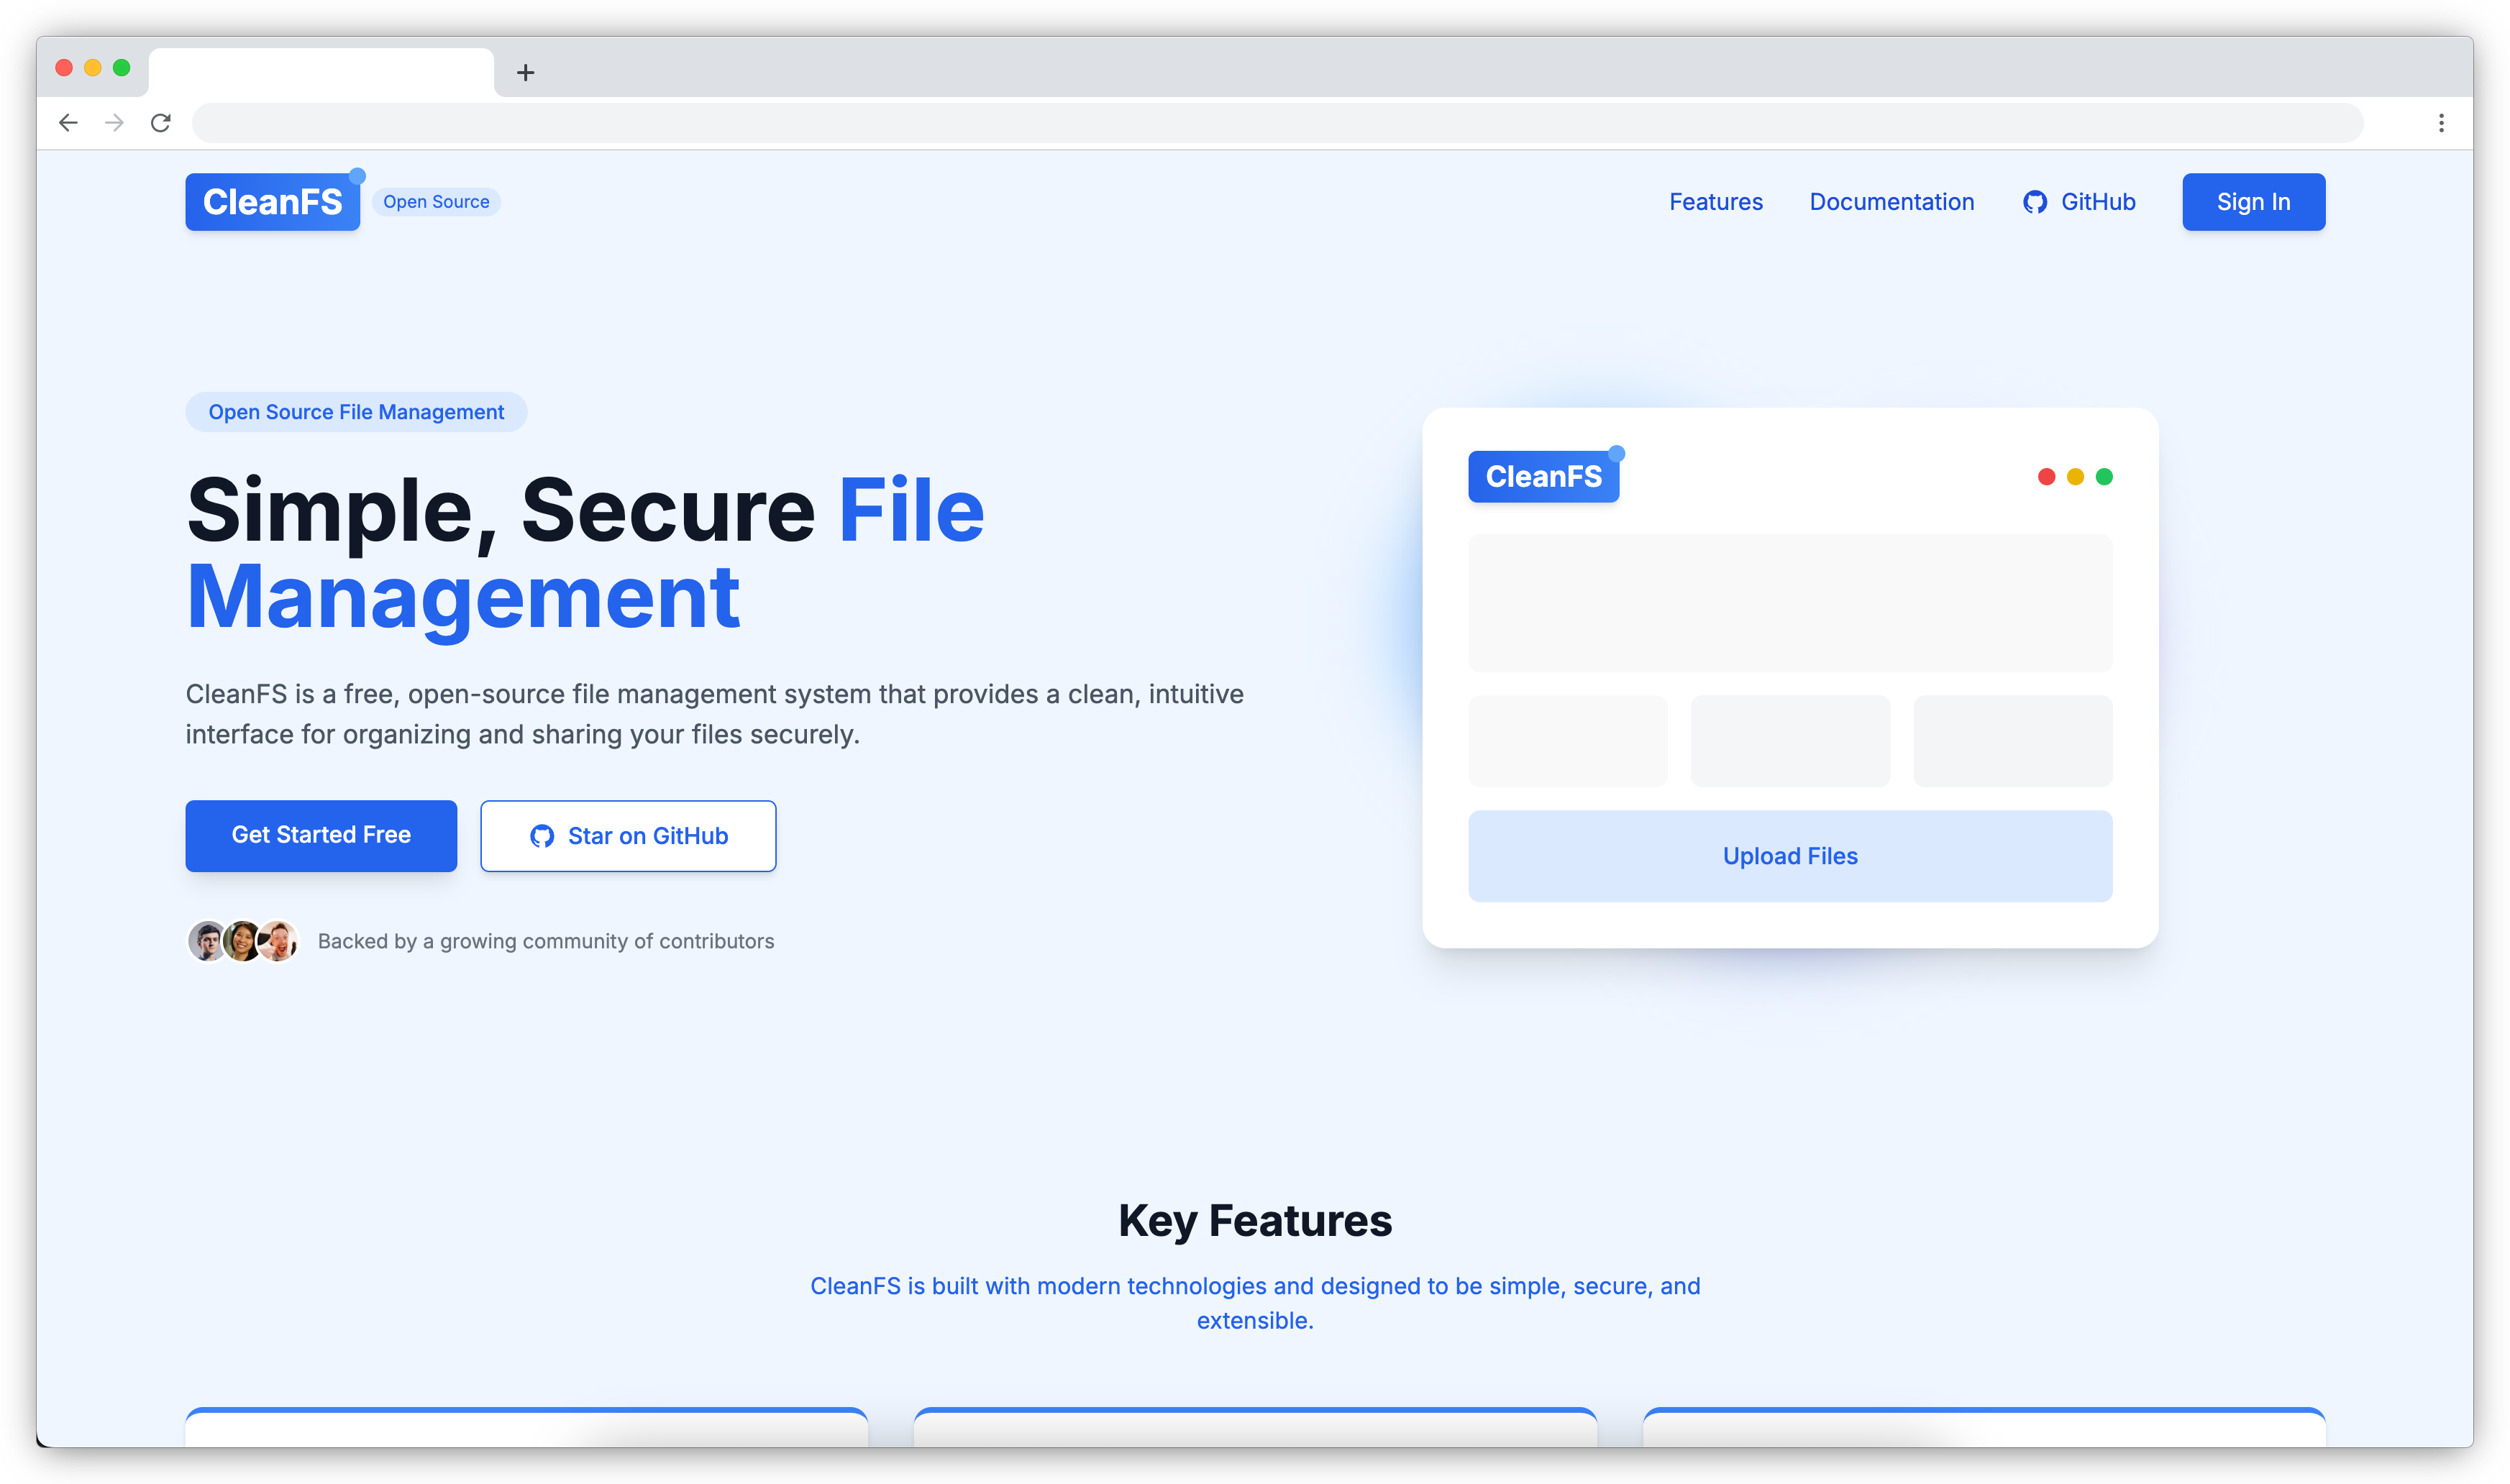 CleanFS
Open Source
Features
Documentation
GitHub
Sign In
Open Source File Management
Simple, Secure File
Management
CleanFS is a free, open-source file management system that provides a clean, intuitive
interface for organizing and sharing your files securely.
Get Started Free
Star on GitHub
Backed by a growing community of contributors
CleanFS
Upload Files
Key Features
CleanFS is built with modern technologies and designed to be simple, secure, and
extensible.